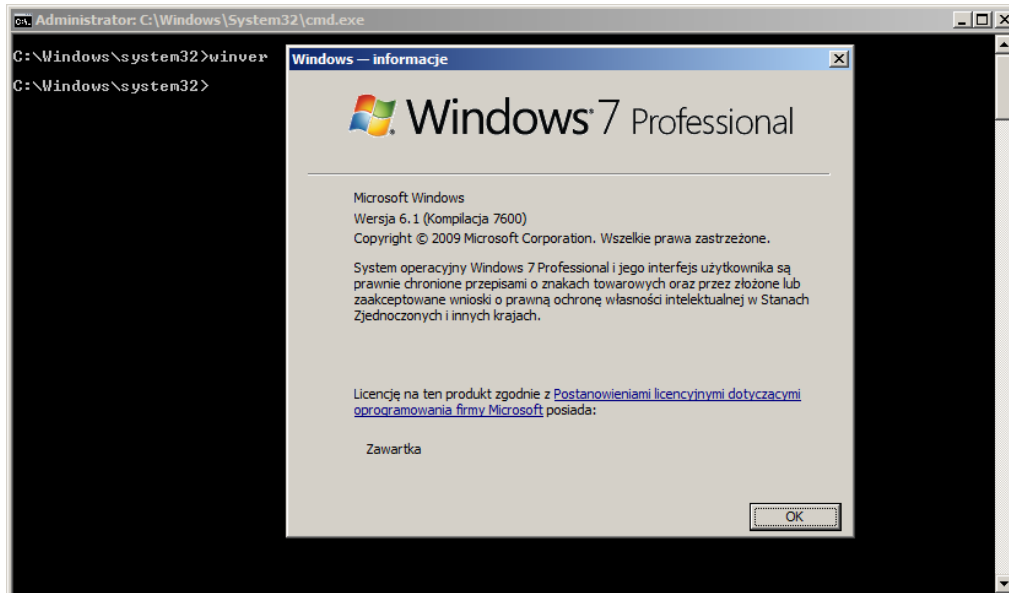 Administrator: C:\Windows\System32\cmd.exe
C:\Windows\system32>winver
C:\Windows\system32>
Windows — informacje
Windows 7 Professional
Microsoft Windows
Wersja 6.1 (Kompilacja 7600)
Copyright © 2009 Microsoft Corporation. Wszelkie prawa zastrzeżone.
System operacyjny Windows 7 Professional i jego interfejs użytkownika są
prawnie chronione przepisami o znakach towarowych oraz przez złożone lub
zaakceptowane wnioski o prawną ochronę własności intelektualnej w Stanach
Zjednoczonych i innych krajach.
Licencję na ten produkt zgodnie z Postanowieniami licencyjnymi dotyczącymi
oprogramowania firmy Microsoft posiada:
Zawartka
OK